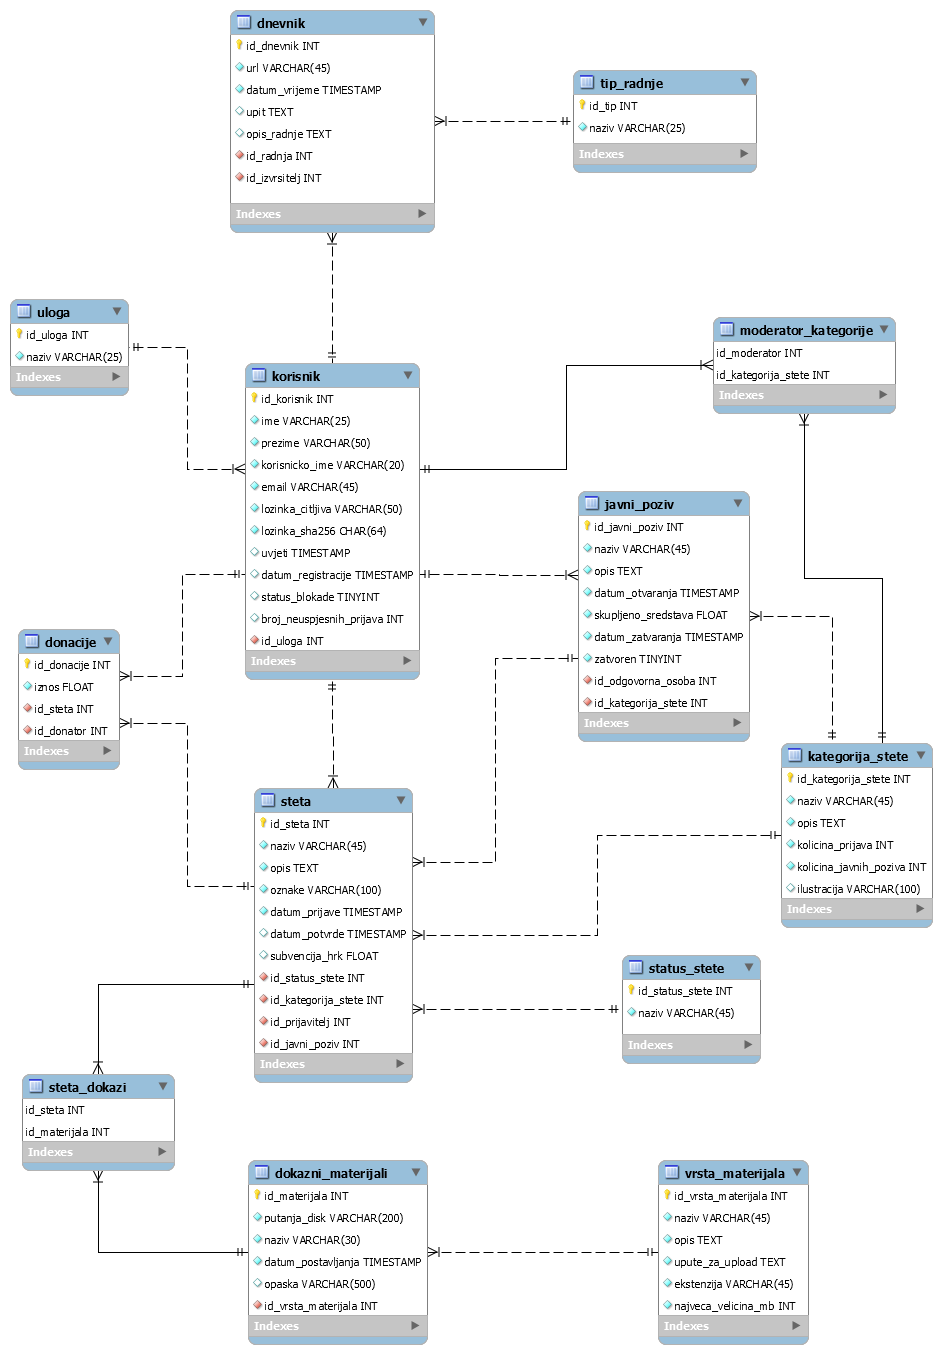 dnevnik
id_dnevnik INT
url VARCHAR(45)
datum_vrijeme TIMESTAMP
upit TEXT
opis_radnje TEXT
id_radnja INT
id_izvrsitelj INT
Indexes
tip_radnje
id_tip INT
naziv VARCHAR(25)
Indexes
uloga
id_uloga INT
naziv VARCHAR(25)
Indexes
moderator_kategorije
id_moderator INT
id_kategorija_stete INT
Indexes
korisnik
id_korisnik INT
ime VARCHAR(25)
prezime VARCHAR(50)
korisnicko_ime VARCHAR(20)
email VARCHAR(45)
lozinka_citljiva VARCHAR(50)
lozinka_sha256 CHAR(64)
uvjeti TIMESTAMP
datum_registracije TIMESTAMP
status_blokade TINYINT
broj_neuspjesnih_prijava INT
id_uloga INT
Indexes
javni_poziv
id_javni_poziv INT
naziv VARCHAR(45)
opis TEXT
datum_otvaranja TIMESTAMP
skupljeno_sredstava FLOAT
datum_zatvaranja TIMESTAMP
zatvoren TINYINT
id_odgovorna_osoba INT
id_kategorija_stete INT
Indexes
donacije
id_donacije INT
iznos FLOAT
id_steta INT
id_donator INT
Indexes
kategorija_stete
id_kategorija_stete INT
naziv VARCHAR(45)
opis TEXT
kolicina_prijava INT
kolicina_javnih_poziva INT
ilustracija VARCHAR(100)
Indexes
steta
id_steta INT
naziv VARCHAR(45)
opis TEXT
oznake VARCHAR(100)
datum_prijave TIMESTAMP
datum_potvrde TIMESTAMP
subvencija_hrk FLOAT
id_status_stete INT
id_kategorija_stete INT
id_prijavitelj INT
id_javni_poziv INT
Indexes
status_stete
id_status_stete INT
naziv VARCHAR(45)
Indexes
steta_dokazi
id_steta INT
id_materijala INT
Indexes
dokazni_materijali
id_materijala INT
putanja_disk VARCHAR(200)
naziv VARCHAR(30)
datum_postavljanja TIMESTAMP
opaska VARCHAR(500)
id_vrsta_materijala INT
Indexes
vrsta_materijala
id_vrsta_materijala INT
naziv VARCHAR(45)
opis TEXT
upute_za_upload TEXT
ekstenzija VARCHAR(45)
najveca_velicina_mb INT
Indexes